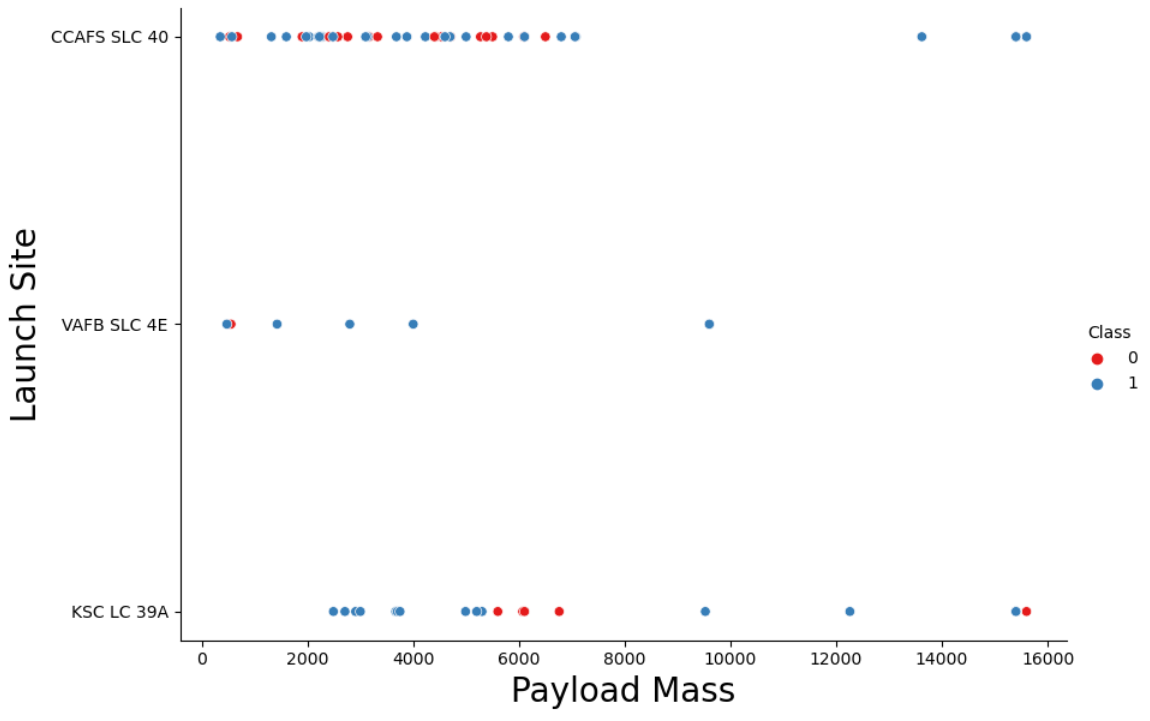 CCAFS SLC 40
VAFB SLC 4E
KSC LC 39A
Launch Site
0 2000 4000 6000 8000 10000 12000 14000 16000
Payload Mass
Class
0
1